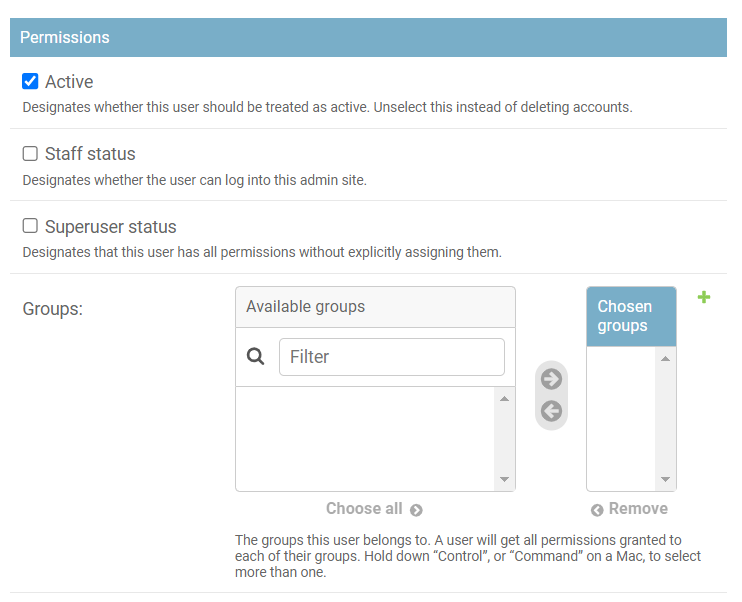 Permissions
Active
Designates whether this user should be treated as active. Unselect this instead of deleting accounts.
Staff status
Designates whether the user can log into this admin site.
Superuser status
Designates that this user has all permissions without explicitly assigning them.
Groups:
Available groups
Filter
Choose all
Chosen
groups
Remove
The groups this user belongs to. A user will get all permissions granted to
each of their groups. Hold down “Control”, or “Command” on a Mac, to select
more than one.